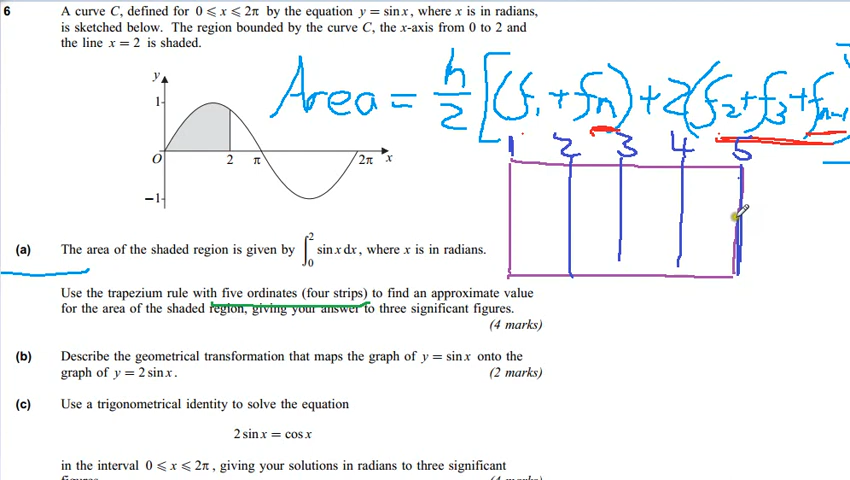 6 A curve C, defined for 0 ⩽ x ⩽ 2π by the equation y = sin x, where x is in radians,
is sketched below. The region bounded by the curve C, the x-axis from 0 to 2 and
the line x = 2 is shaded.
Area = h/2 [(f₁ + fn) + 2(f₂ + f₃ + fn-1
y
1
O 2 π 2π x
−1
1 2 3 4 5
(a) The area of the shaded region is given by ∫₀² sin x dx, where x is in radians.
Use the trapezium rule with five ordinates (four strips) to find an approximate value
for the area of the shaded region, giving your answer to three significant figures.
(4 marks)
(b) Describe the geometrical transformation that maps the graph of y = sin x onto the
graph of y = 2 sin x. (2 marks)
(c) Use a trigonometrical identity to solve the equation
2 sin x = cos x
in the interval 0 ⩽ x ⩽ 2π, giving your solutions in radians to three significant